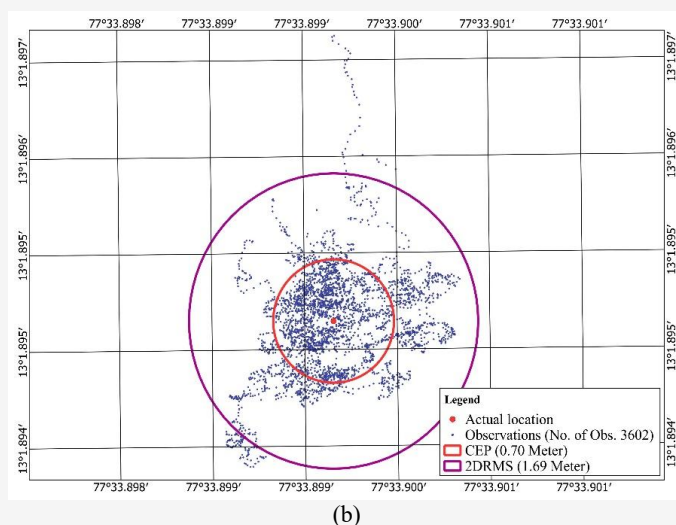 77°33.898′ 77°33.899′ 77°33.899′ 77°33.900′ 77°33.901′ 77°33.901′
13°1.897′ 13°1.897′
13°1.896′ 13°1.896′
13°1.895′ 13°1.895′
13°1.895′ 13°1.895′
13°1.894′ 13°1.894′
Legend
Actual location
Observations (No. of Obs. 3602)
CEP (0.70 Meter)
2DRMS (1.69 Meter)
77°33.898′ 77°33.899′ 77°33.899′ 77°33.900′ 77°33.901′ 77°33.901′
(b)